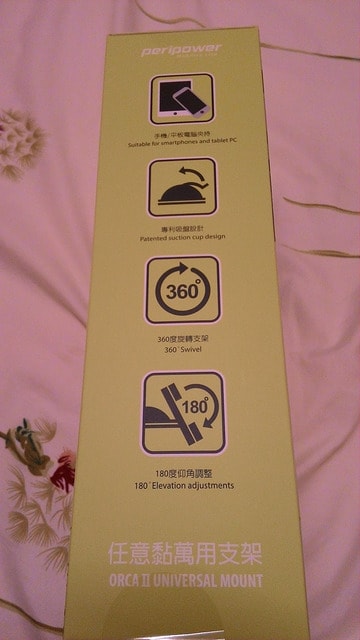 peripower
手機/平板電腦夾持
Suitable for smartphones and tablet PC
專利吸盤設計
Patented suction cup design
360°
360度旋轉支架
360°Swivel
180°
180度仰角調整
180°Elevation adjustments
任意黏萬用支架
ORCA II UNIVERSAL MOUNT